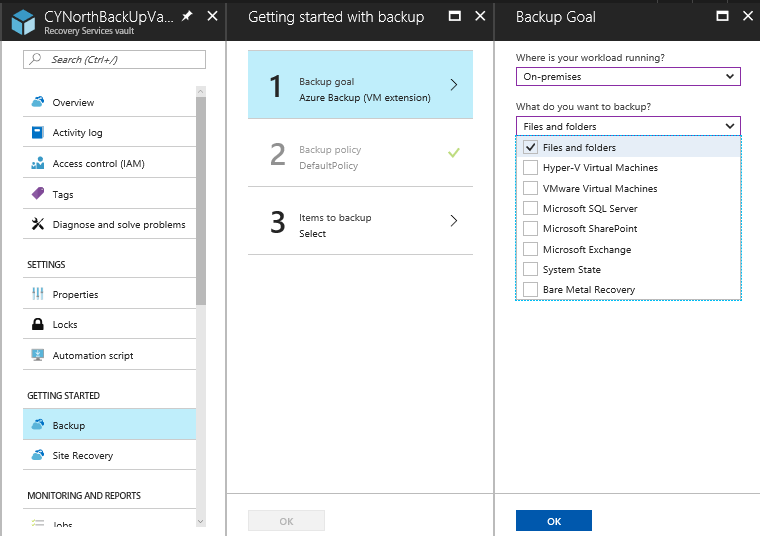 CYNorthBackUpVa...
Recovery Services vault
Search (Ctrl+/)
Overview
Activity log
Access control (IAM)
Tags
Diagnose and solve problems
SETTINGS
Properties
Locks
Automation script
GETTING STARTED
Backup
Site Recovery
MONITORING AND REPORTS
Jobs
Getting started with backup
1
Backup goal
Azure Backup (VM extension)
2
Backup policy
DefaultPolicy
3
Items to backup
Select
OK
Backup Goal
Where is your workload running?
On-premises
What do you want to backup?
Files and folders
Files and folders
Hyper-V Virtual Machines
VMware Virtual Machines
Microsoft SQL Server
Microsoft SharePoint
Microsoft Exchange
System State
Bare Metal Recovery
OK